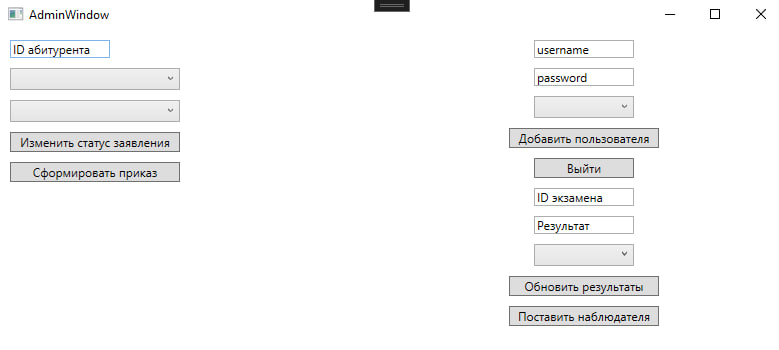 AdminWindow
ID абитурента
Изменить статус заявления
Сформировать приказ
username
password
Добавить пользователя
Выйти
ID экзамена
Результат
Обновить результаты
Поставить наблюдателя